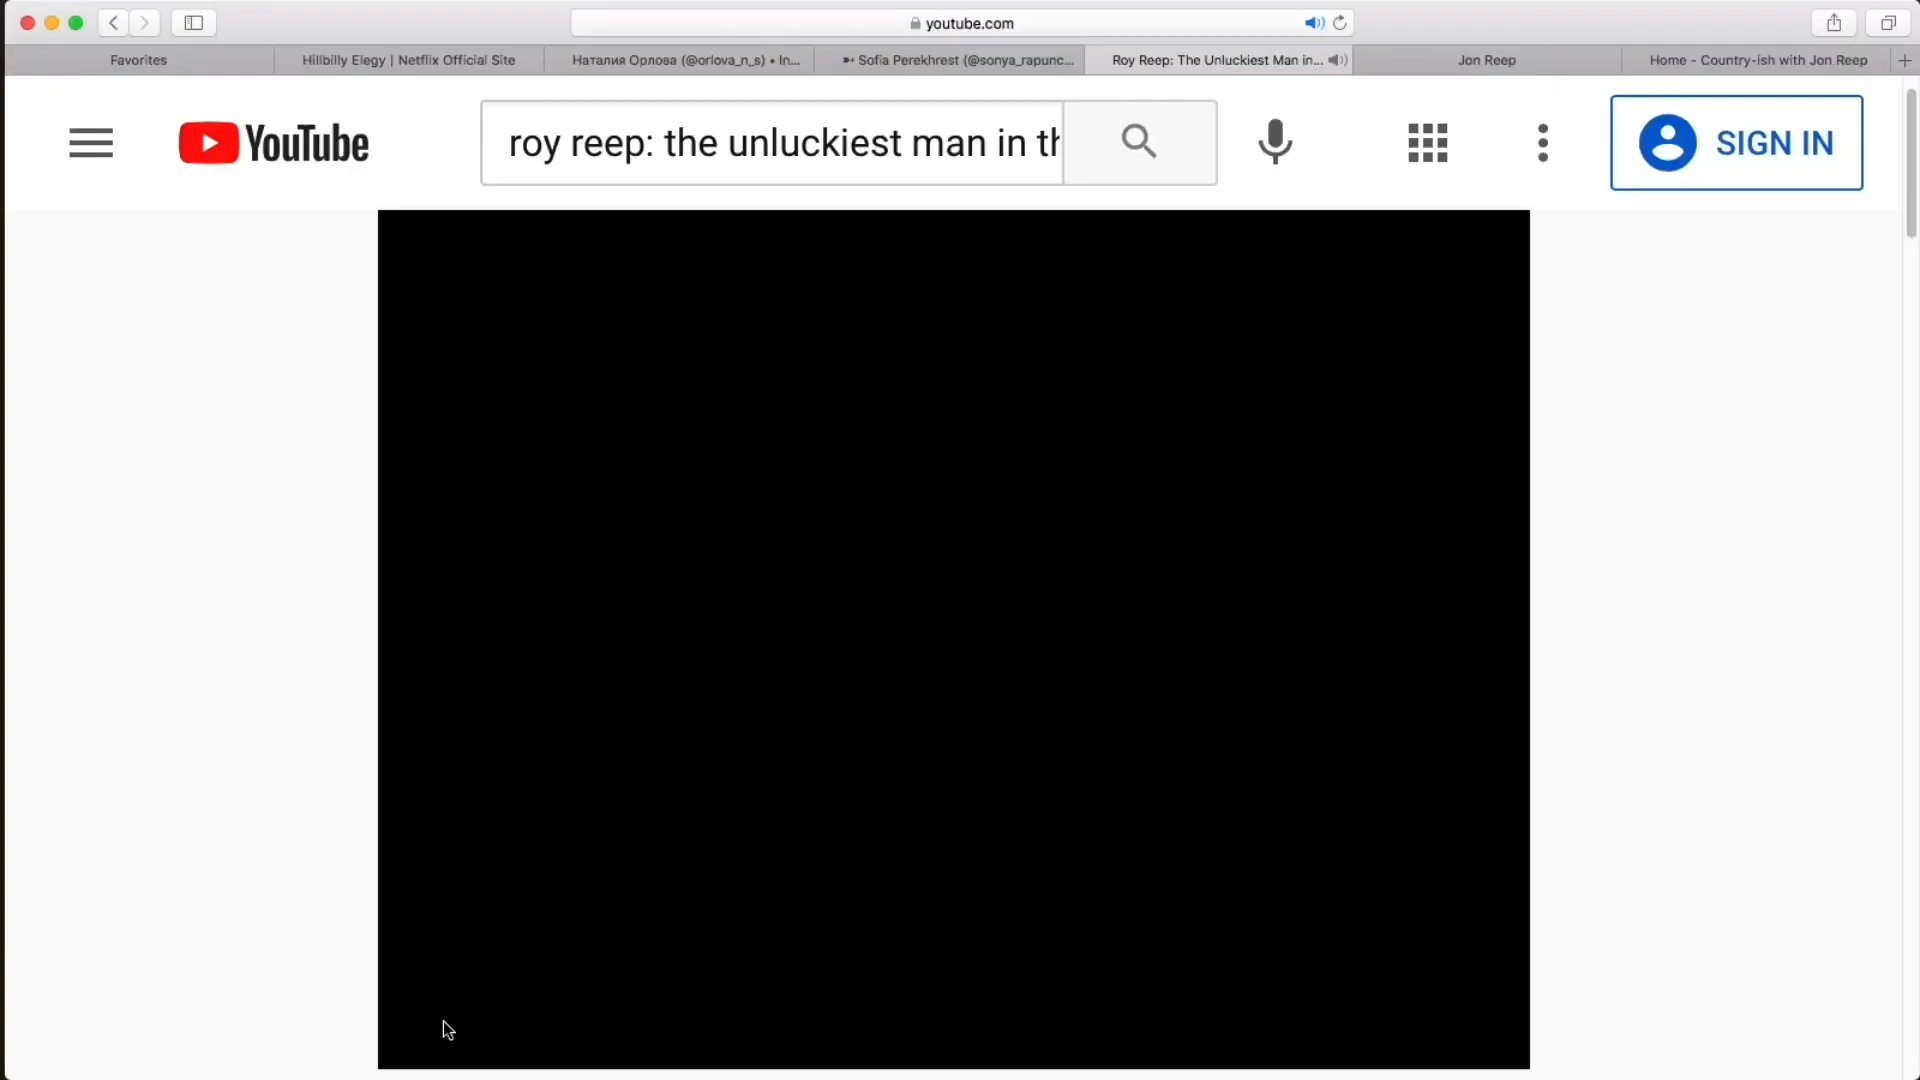 youtube.com
Favorites
Hillbilly Elegy | Netflix Official Site
Наталия Орлова (@orlova_n_s) • In...
➳ Sofia Perekhrest (@sonya_rapunc...
Roy Reep: The Unluckiest Man in...
Jon Reep
Home - Country-ish with Jon Reep
YouTube
roy reep: the unluckiest man in th
SIGN IN